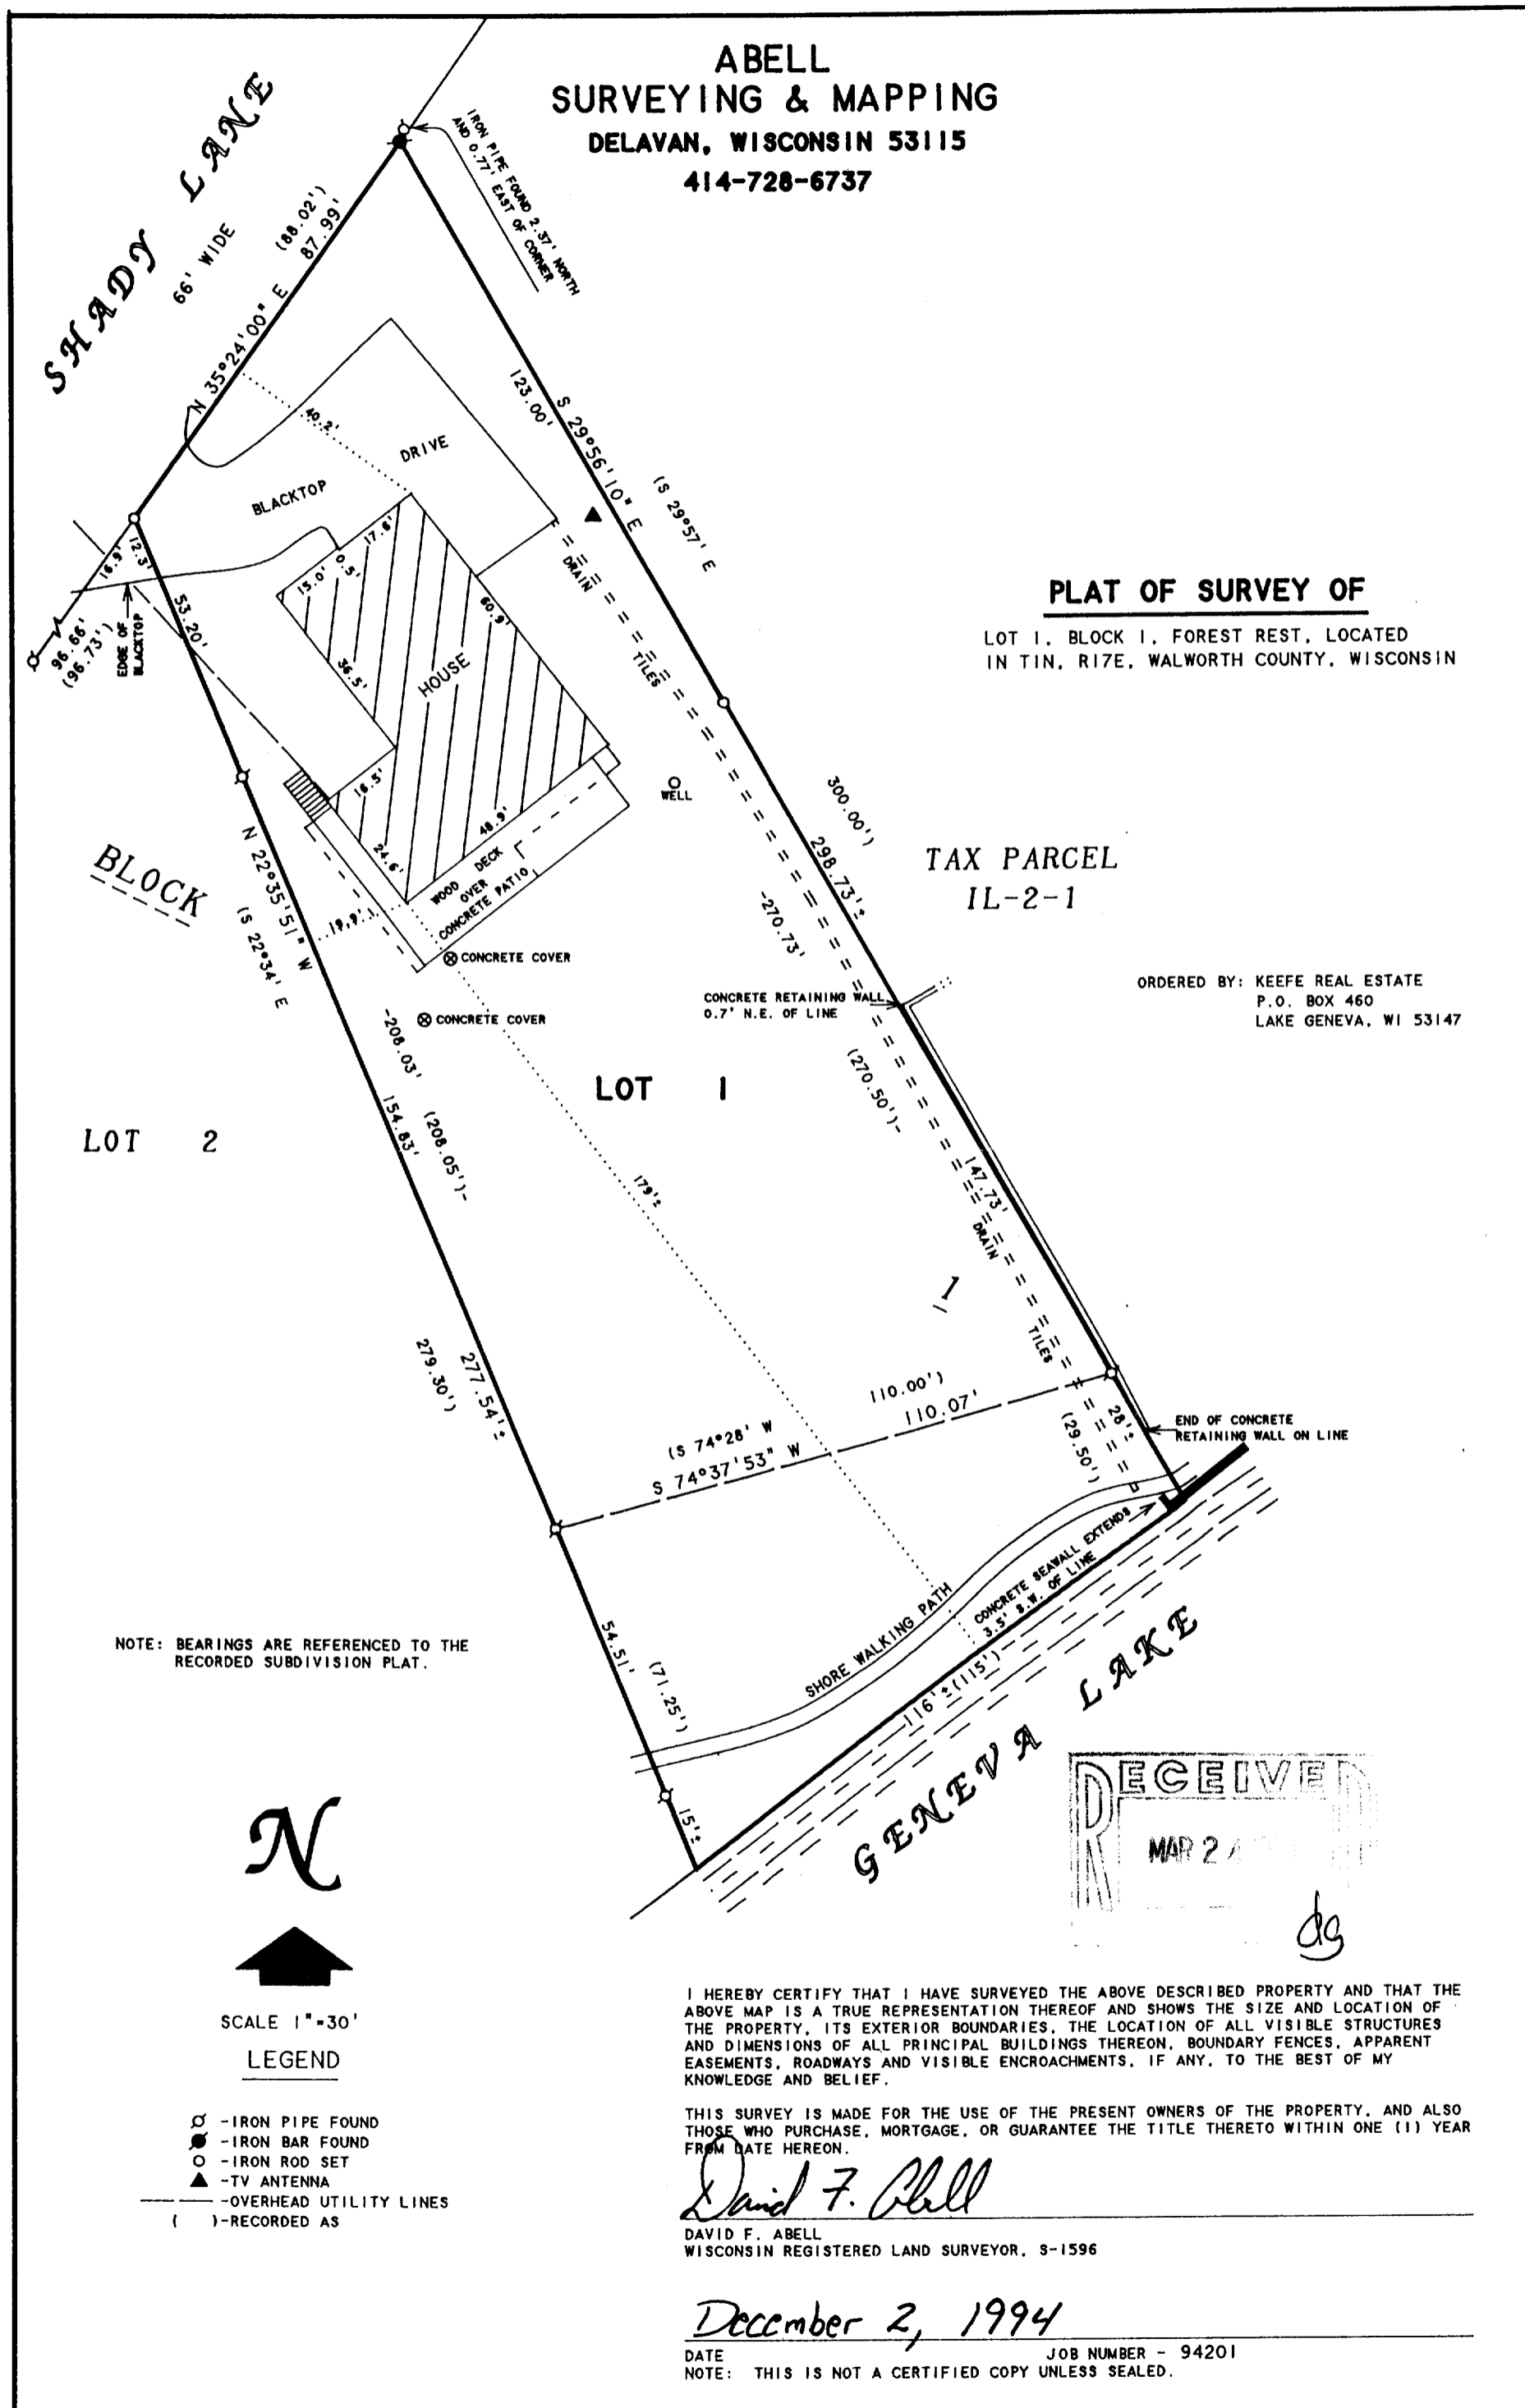 ABELL
SURVEYING & MAPPING
DELAVAN, WISCONSIN 53115
414-728-6737
SHADY LANE
66' WIDE
(88.02')
87.99'
N 35°24'00" E
IRON PIPE FOUND 2.37' NORTH
AND 0.77' EAST OF CORNER
40.2'
BLACKTOP DRIVE
123.00'
S 29°56'10" E
(S 29°57' E
16.9'
12.3'
96.66'
(96.73')
EDGE OF
BLACKTOP
53.20'
15.0'
0.5'
17.6'
60.9'
36.5'
HOUSE
16.5'
24.6'
48.9'
WOOD DECK
OVER
CONCRETE PATIO
19.9'
DRAIN
TILES
WELL
PLAT OF SURVEY OF
LOT 1, BLOCK 1, FOREST REST, LOCATED
IN T1N, R17E, WALWORTH COUNTY, WISCONSIN
300.00')
298.73'±
-270.73'
(270.50')-
TAX PARCEL
IL-2-1
BLOCK
N 22°35'51" W
(S 22°34' E
CONCRETE COVER
CONCRETE COVER
CONCRETE RETAINING WALL
0.7' N.E. OF LINE
ORDERED BY: KEEFE REAL ESTATE
P.O. BOX 460
LAKE GENEVA, WI 53147
-208.03'
154.83'
(208.05')-
LOT 1
LOT 2
179'±
147.73'
DRAIN
TILES
1
279.30')
277.54'±
110.00')
110.07'
(S 74°28' W
S 74°37'53" W
28'±
(29.50')
END OF CONCRETE
RETAINING WALL ON LINE
CONCRETE SEAWALL EXTENDS
3.5' S.W. OF LINE
SHORE WALKING PATH
54.51'
(71.25')
116'±(115')
15'±
GENEVA LAKE
NOTE: BEARINGS ARE REFERENCED TO THE
RECORDED SUBDIVISION PLAT.
N
SCALE 1"=30'
LEGEND
-IRON PIPE FOUND
-IRON BAR FOUND
-IRON ROD SET
-TV ANTENNA
-OVERHEAD UTILITY LINES
( )-RECORDED AS
RECEIVED
MAR 2
dg
I HEREBY CERTIFY THAT I HAVE SURVEYED THE ABOVE DESCRIBED PROPERTY AND THAT THE
ABOVE MAP IS A TRUE REPRESENTATION THEREOF AND SHOWS THE SIZE AND LOCATION OF
THE PROPERTY, ITS EXTERIOR BOUNDARIES, THE LOCATION OF ALL VISIBLE STRUCTURES
AND DIMENSIONS OF ALL PRINCIPAL BUILDINGS THEREON, BOUNDARY FENCES, APPARENT
EASEMENTS, ROADWAYS AND VISIBLE ENCROACHMENTS, IF ANY, TO THE BEST OF MY
KNOWLEDGE AND BELIEF.
THIS SURVEY IS MADE FOR THE USE OF THE PRESENT OWNERS OF THE PROPERTY, AND ALSO
THOSE WHO PURCHASE, MORTGAGE, OR GUARANTEE THE TITLE THERETO WITHIN ONE (1) YEAR
FROM DATE HEREON.
David F. Abell
DAVID F. ABELL
WISCONSIN REGISTERED LAND SURVEYOR, S-1596
December 2, 1994
DATE JOB NUMBER - 94201
NOTE: THIS IS NOT A CERTIFIED COPY UNLESS SEALED.